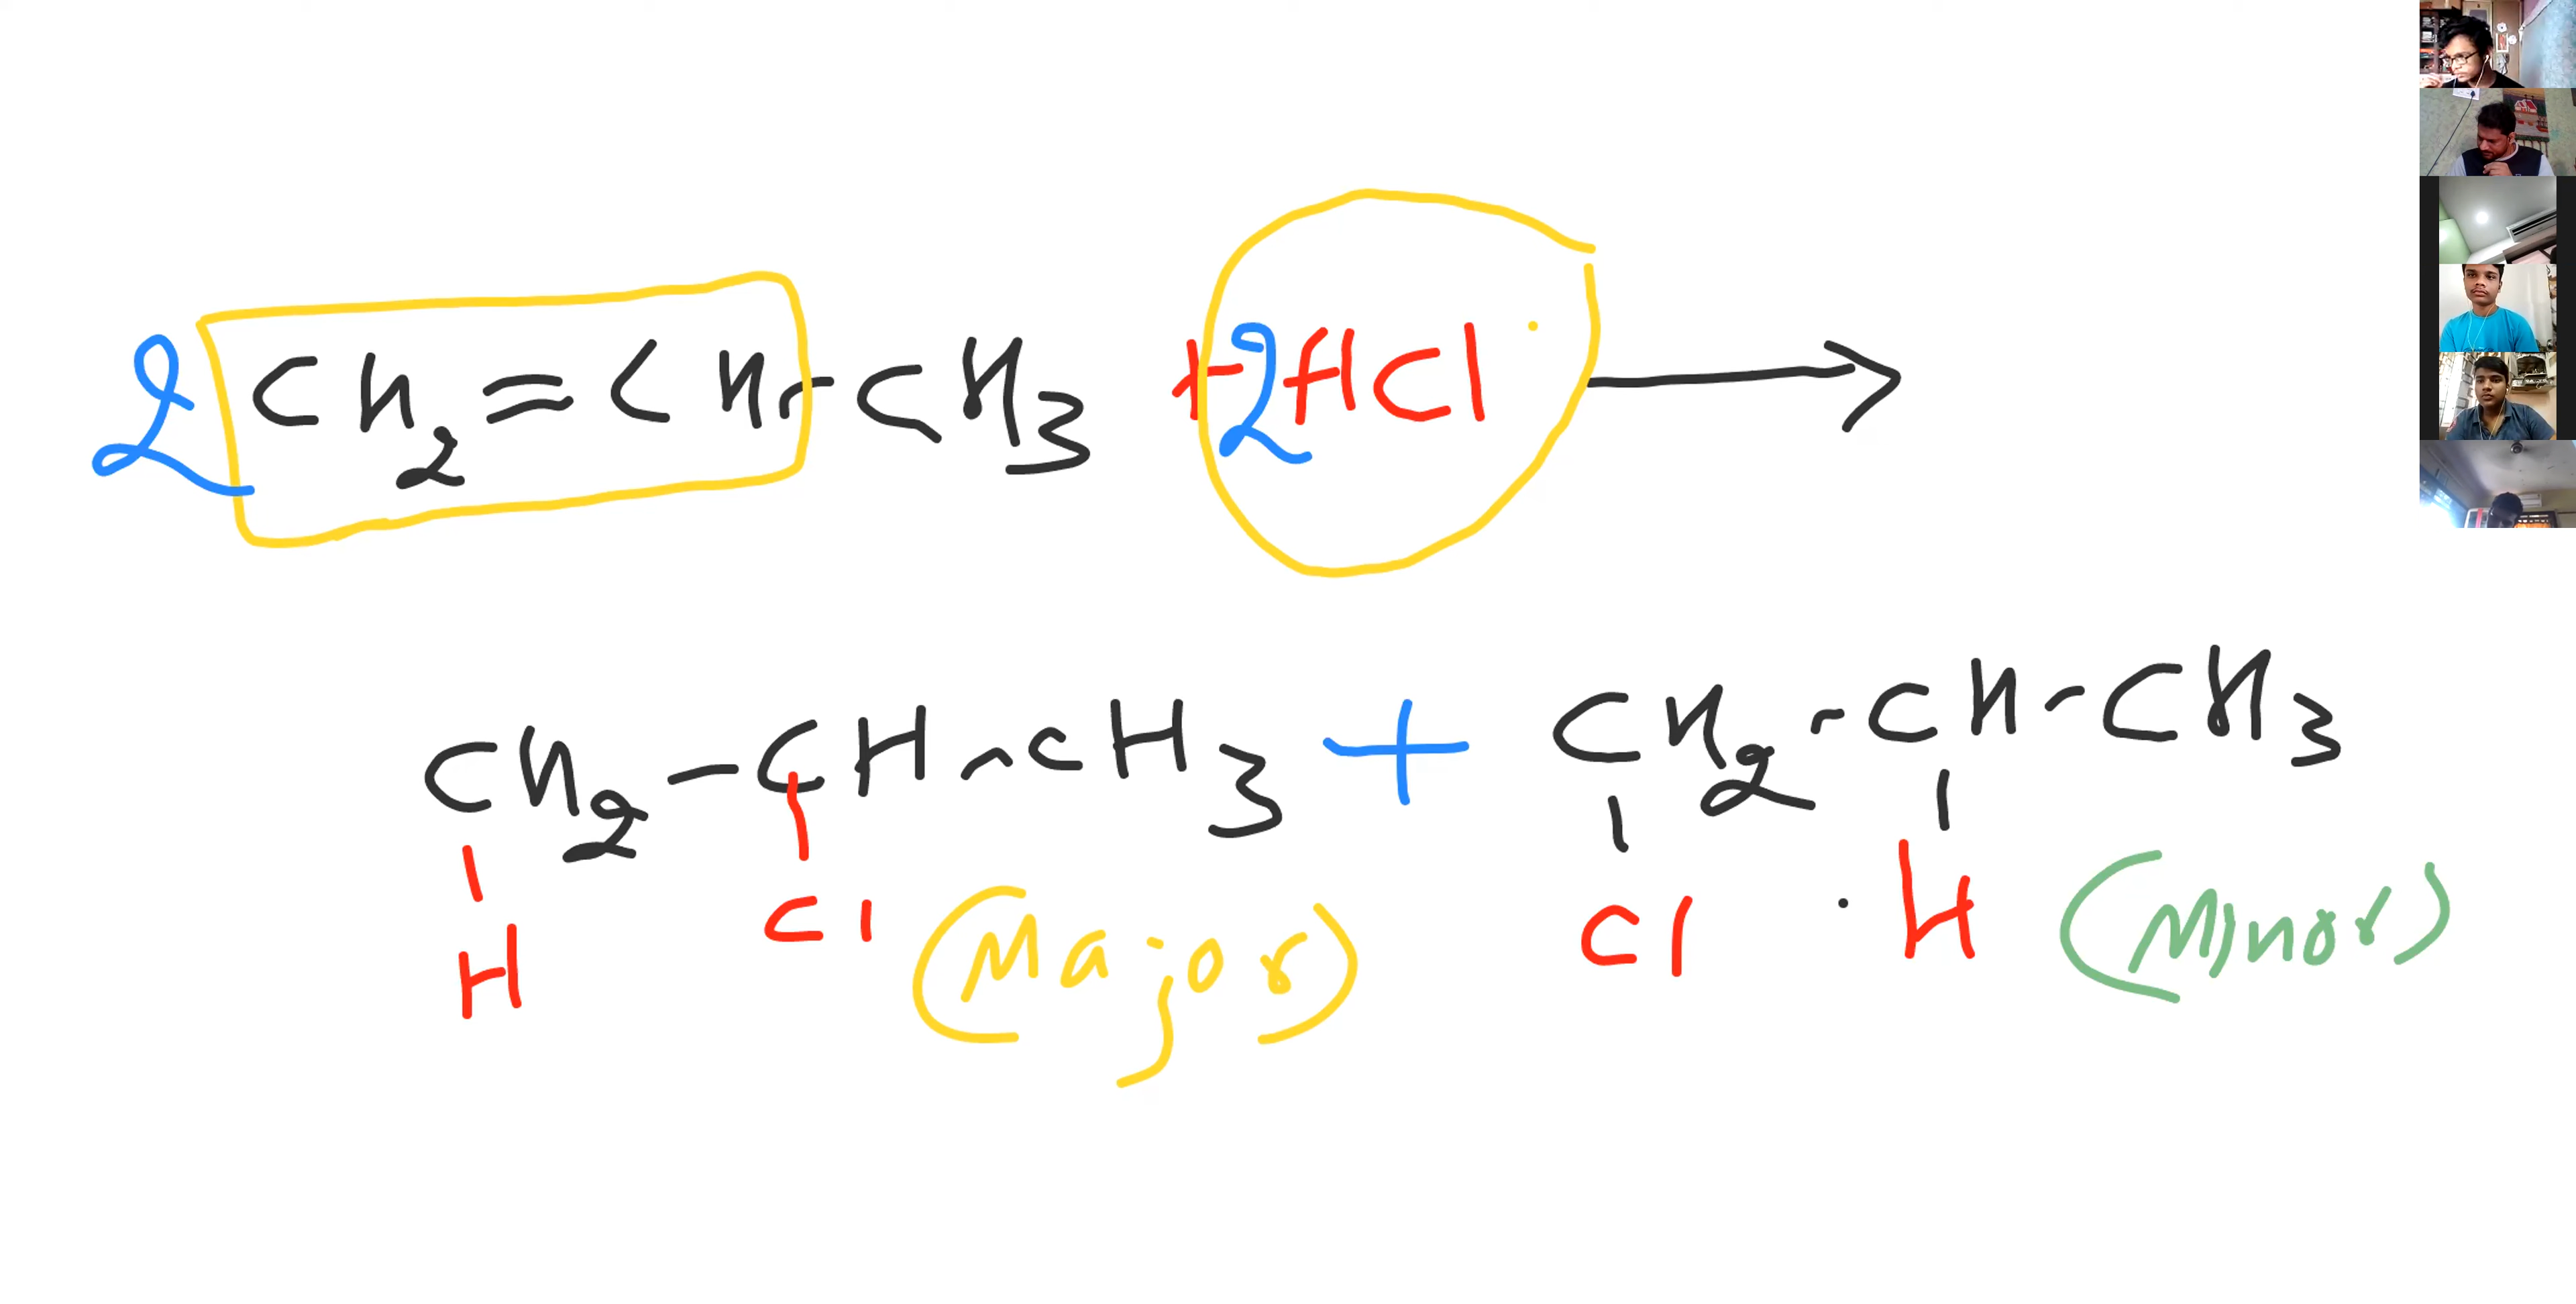 2 CH2 = CH - CH3 + 2HCl ⟶
CH2 - CH - CH3 + CH2 - CH - CH3
H Cl (Major) Cl H (Minor)